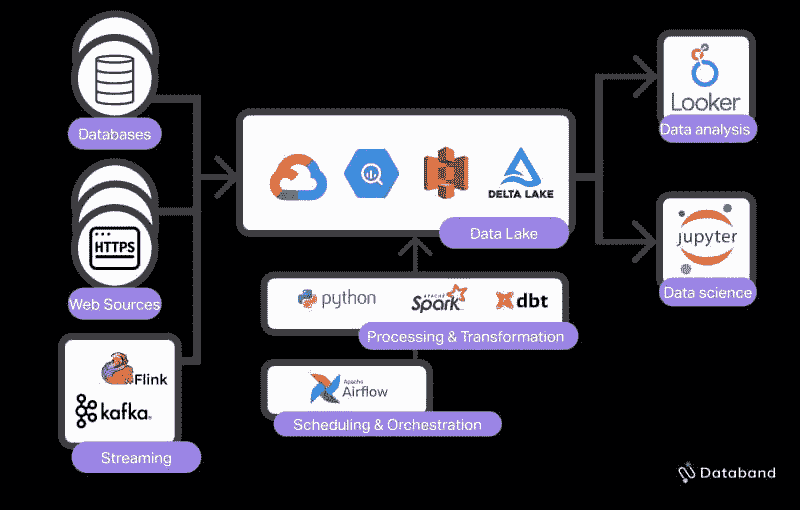 Databases
HTTPS
Web Sources
Flink
kafka®
Streaming
DELTA LAKE
Data Lake
python
APACHE
Spark
dbt
Processing & Transformation
Apache
Airflow
Scheduling & Orchestration
Looker
Data analysis
jupyter
Data science
Databand